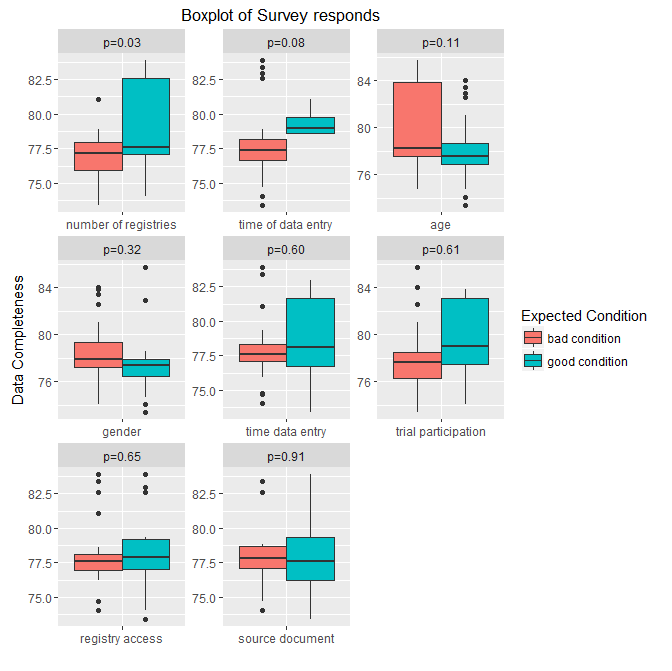 Boxplot of Survey responds
p=0.03
p=0.08
p=0.11
82.5
80.0
77.5
75.0
82.5
80.0
77.5
75.0
84
80
76
number of registries
time of data entry
age
p=0.32
p=0.60
p=0.61
84
80
76
82.5
80.0
77.5
75.0
84
80
76
gender
time data entry
trial participation
p=0.65
p=0.91
82.5
80.0
77.5
75.0
82.5
80.0
77.5
75.0
registry access
source document
Data Completeness
Expected Condition
bad condition
good condition